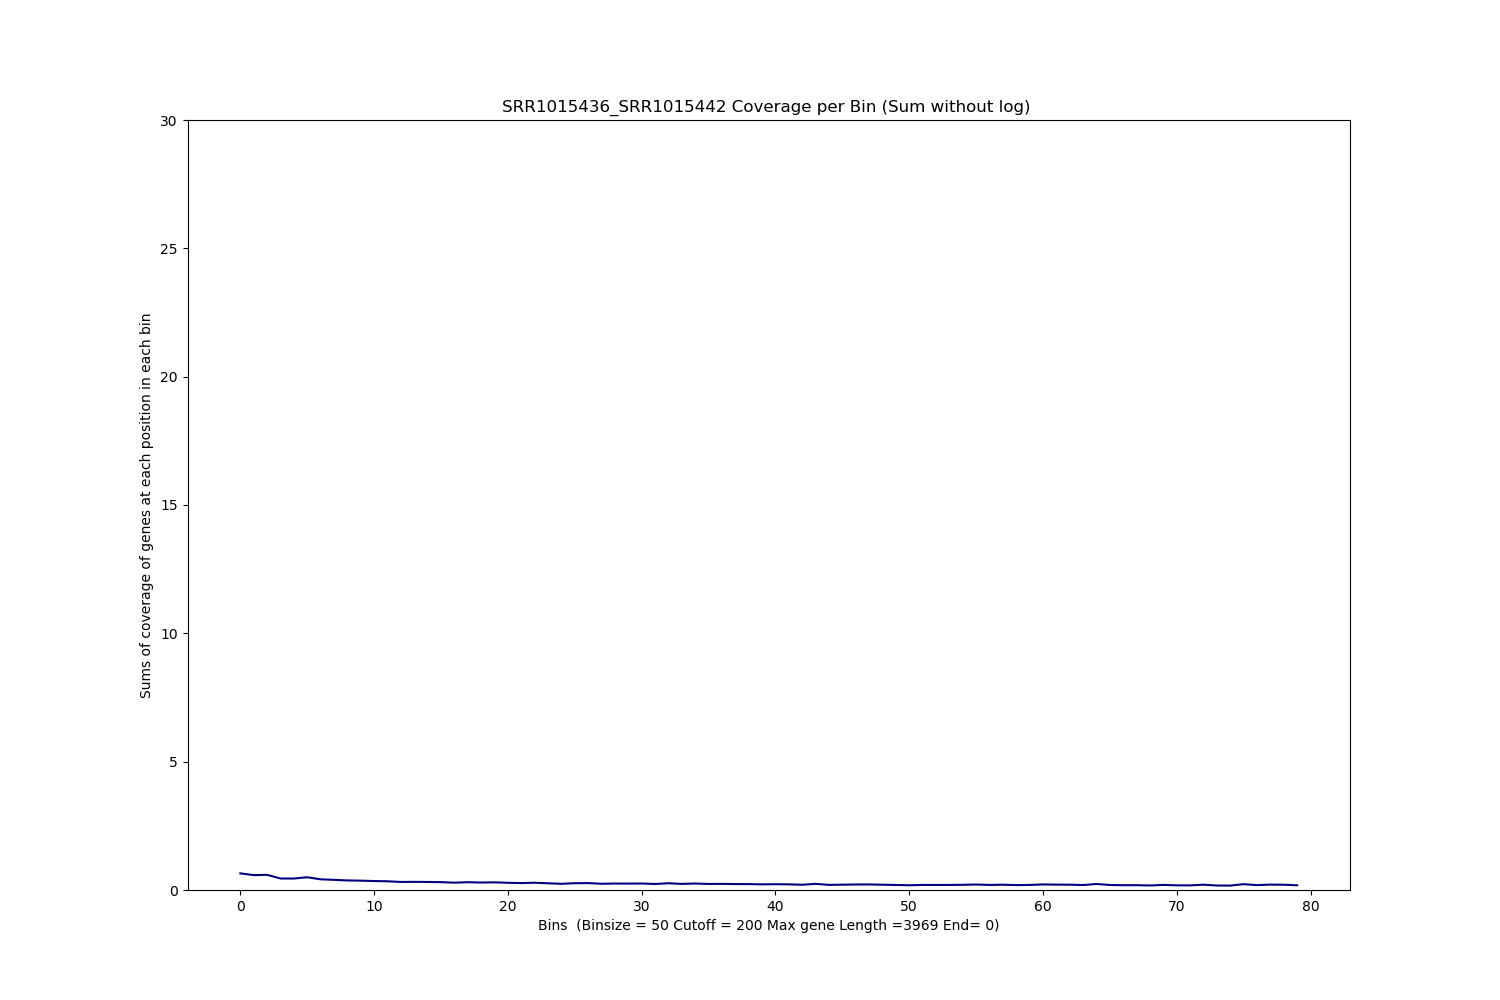 SRR1015436_SRR1015442 Coverage per Bin (Sum without log)
30
25
20
15
10
5
0
Sums of coverage of genes at each position in each bin
0 10 20 30 40 50 60 70 80
Bins  (Binsize = 50 Cutoff = 200 Max gene Length =3969 End= 0)